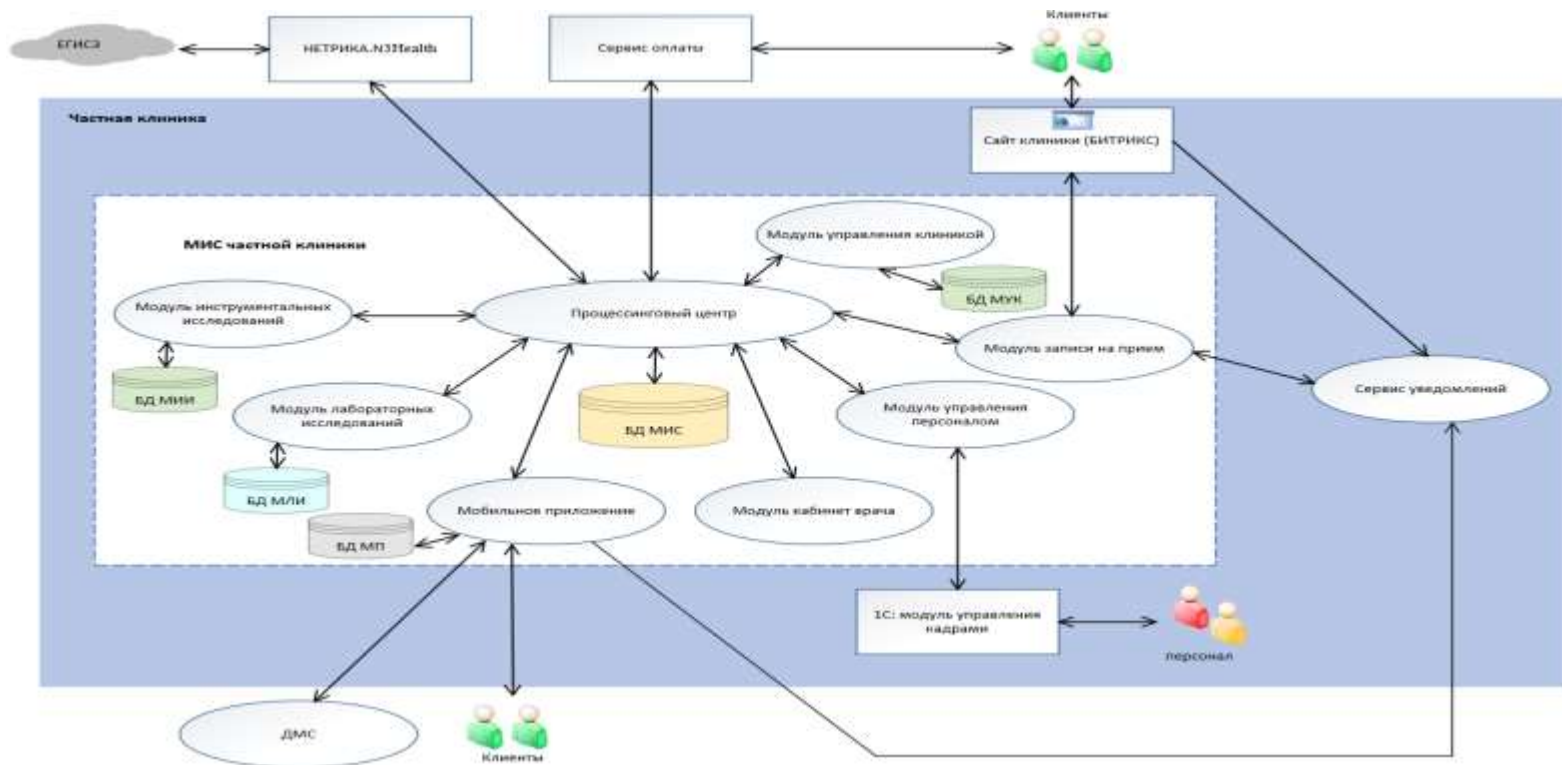 Клиенты
ЕГИСЗ
НЕТРИКА.N3Health
Сервис оплаты
Частная клиника
Сайт клиники (БИТРИКС)
МИС частной клиники
Модуль управления клиникой
БД МУК
Модуль инструментальных
исследований
Процессинговый центр
Модуль записи на прием
БД МИИ
Модуль лабораторных
исследований
БД МИС
Модуль управления
персоналом
Сервис уведомлений
БД МЛИ
Мобильное приложение
Модуль кабинет врача
БД МП
1С: модуль управления
кадрами
персонал
ДМС
Клиенты